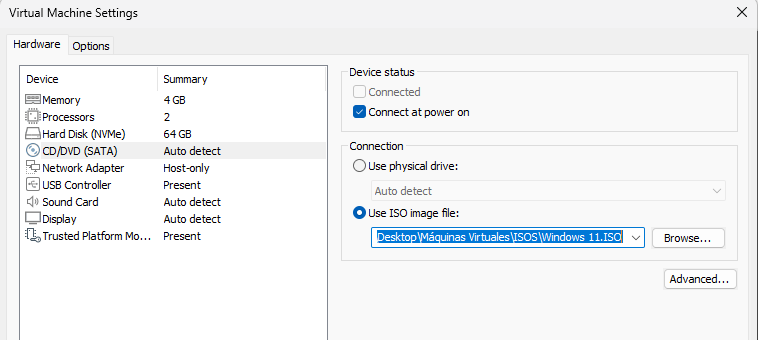 Virtual Machine Settings
Hardware Options
Device Summary
Memory 4 GB
Processors 2
Hard Disk (NVMe) 64 GB
CD/DVD (SATA) Auto detect
Network Adapter Host-only
USB Controller Present
Sound Card Auto detect
Display Auto detect
Trusted Platform Mo... Present
Device status
Connected
Connect at power on
Connection
Use physical drive:
Auto detect
Use ISO image file:
Desktop\Máquinas Virtuales\ISOS\Windows 11.ISO
Browse...
Advanced...